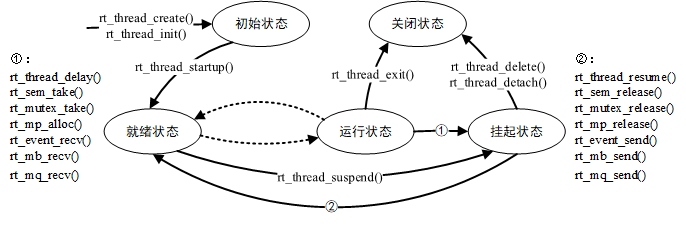 rt_thread_create()
rt_thread_init()
初始状态
关闭状态
①：
rt_thread_delay()
rt_sem_take()
rt_mutex_take()
rt_mp_alloc()
rt_event_recv()
rt_mb_recv()
rt_mq_recv()
rt_thread_startup()
rt_thread_exit()
rt_thread_delete()
rt_thread_detach()
就绪状态
运行状态
①
挂起状态
rt_thread_suspend()
②
②：
rt_thread_resume()
rt_sem_release()
rt_mutex_release()
rt_mp_release()
rt_event_send()
rt_mb_send()
rt_mq_send()